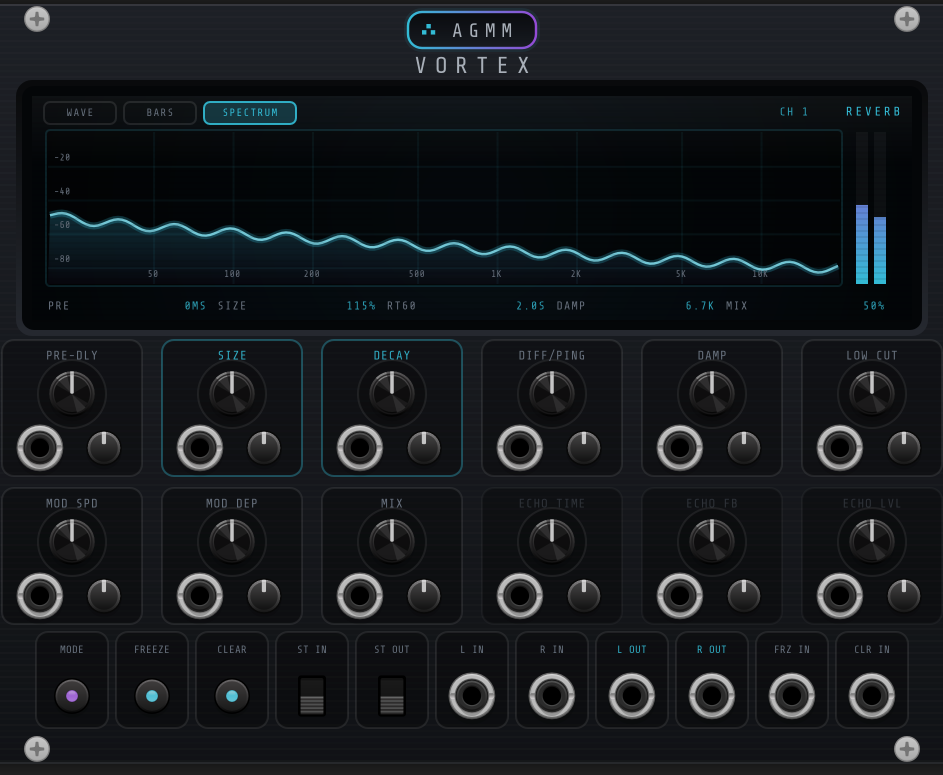 AGMM
VORTEX
WAVE BARS SPECTRUM CH 1 REVERB
-20
-40
-60
-80
50 100 200 500 1K 2K 5K 10K
PRE 0MS SIZE 115% RT60 2.0S DAMP 6.7K MIX 50%
PRE-DLY SIZE DECAY DIFF/PING DAMP LOW CUT
MOD SPD MOD DEP MIX ECHO TIME ECHO FB ECHO LVL
MODE FREEZE CLEAR ST IN ST OUT L IN R IN L OUT R OUT FRZ IN CLR IN